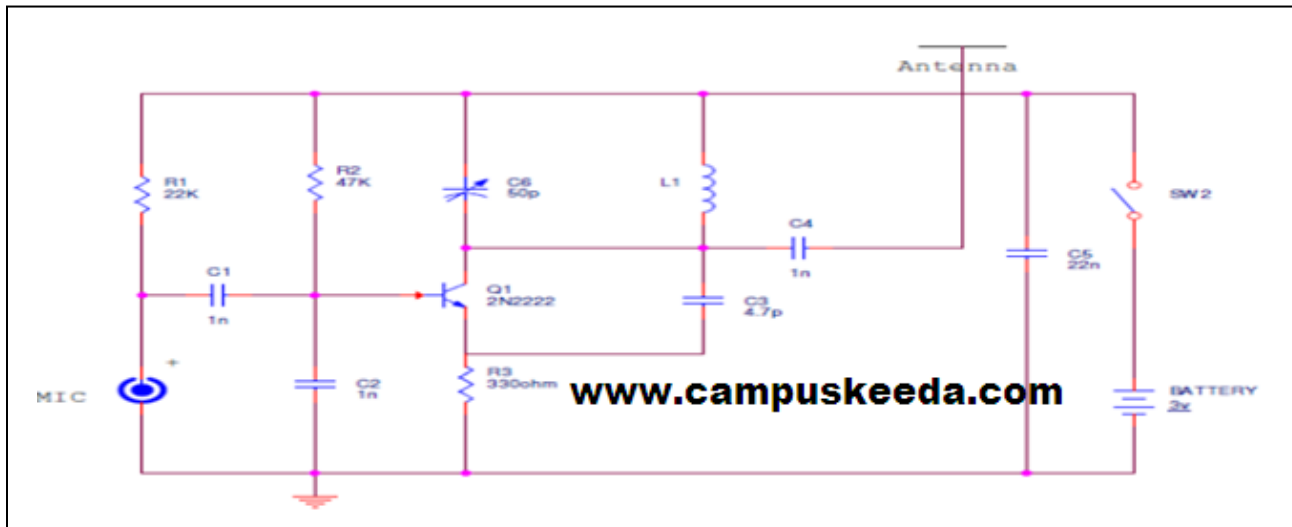 Antenna
R1
22K
R2
47K
C6
50p
L1
C4
1n
SW2
C5
22n
C1
1n
Q1
2N2222
C3
4.7p
MIC
+
C2
1n
R3
330ohm
www.campuskeeda.com
BATTERY
3v